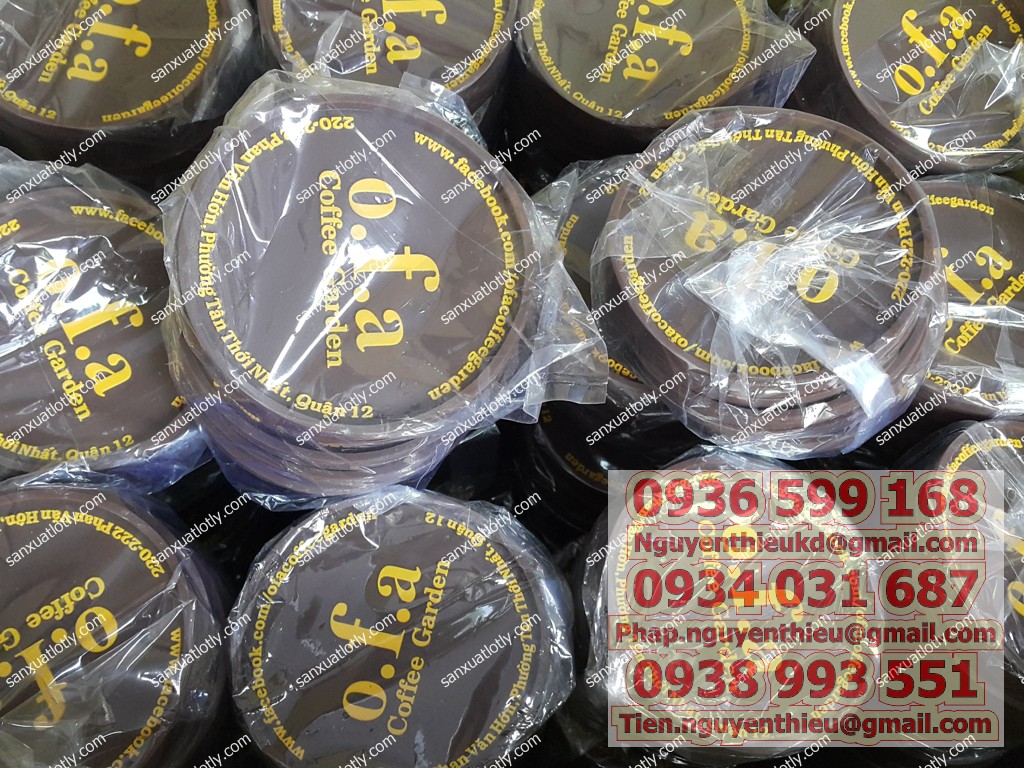 o.f.a
Coffee Garden
www.facebook.com/ofacoffeegarden
220-222 Phan Văn Hớn, Phường Tân Thới Nhất, Quận 12
sanxuatlotly.com
0936 599 168
Nguyenthieukd@gmail.com
0934 031 687
Phap.nguyenthieu@gmail.com
0938 993 551
Tien.nguyenthieu@gmail.com